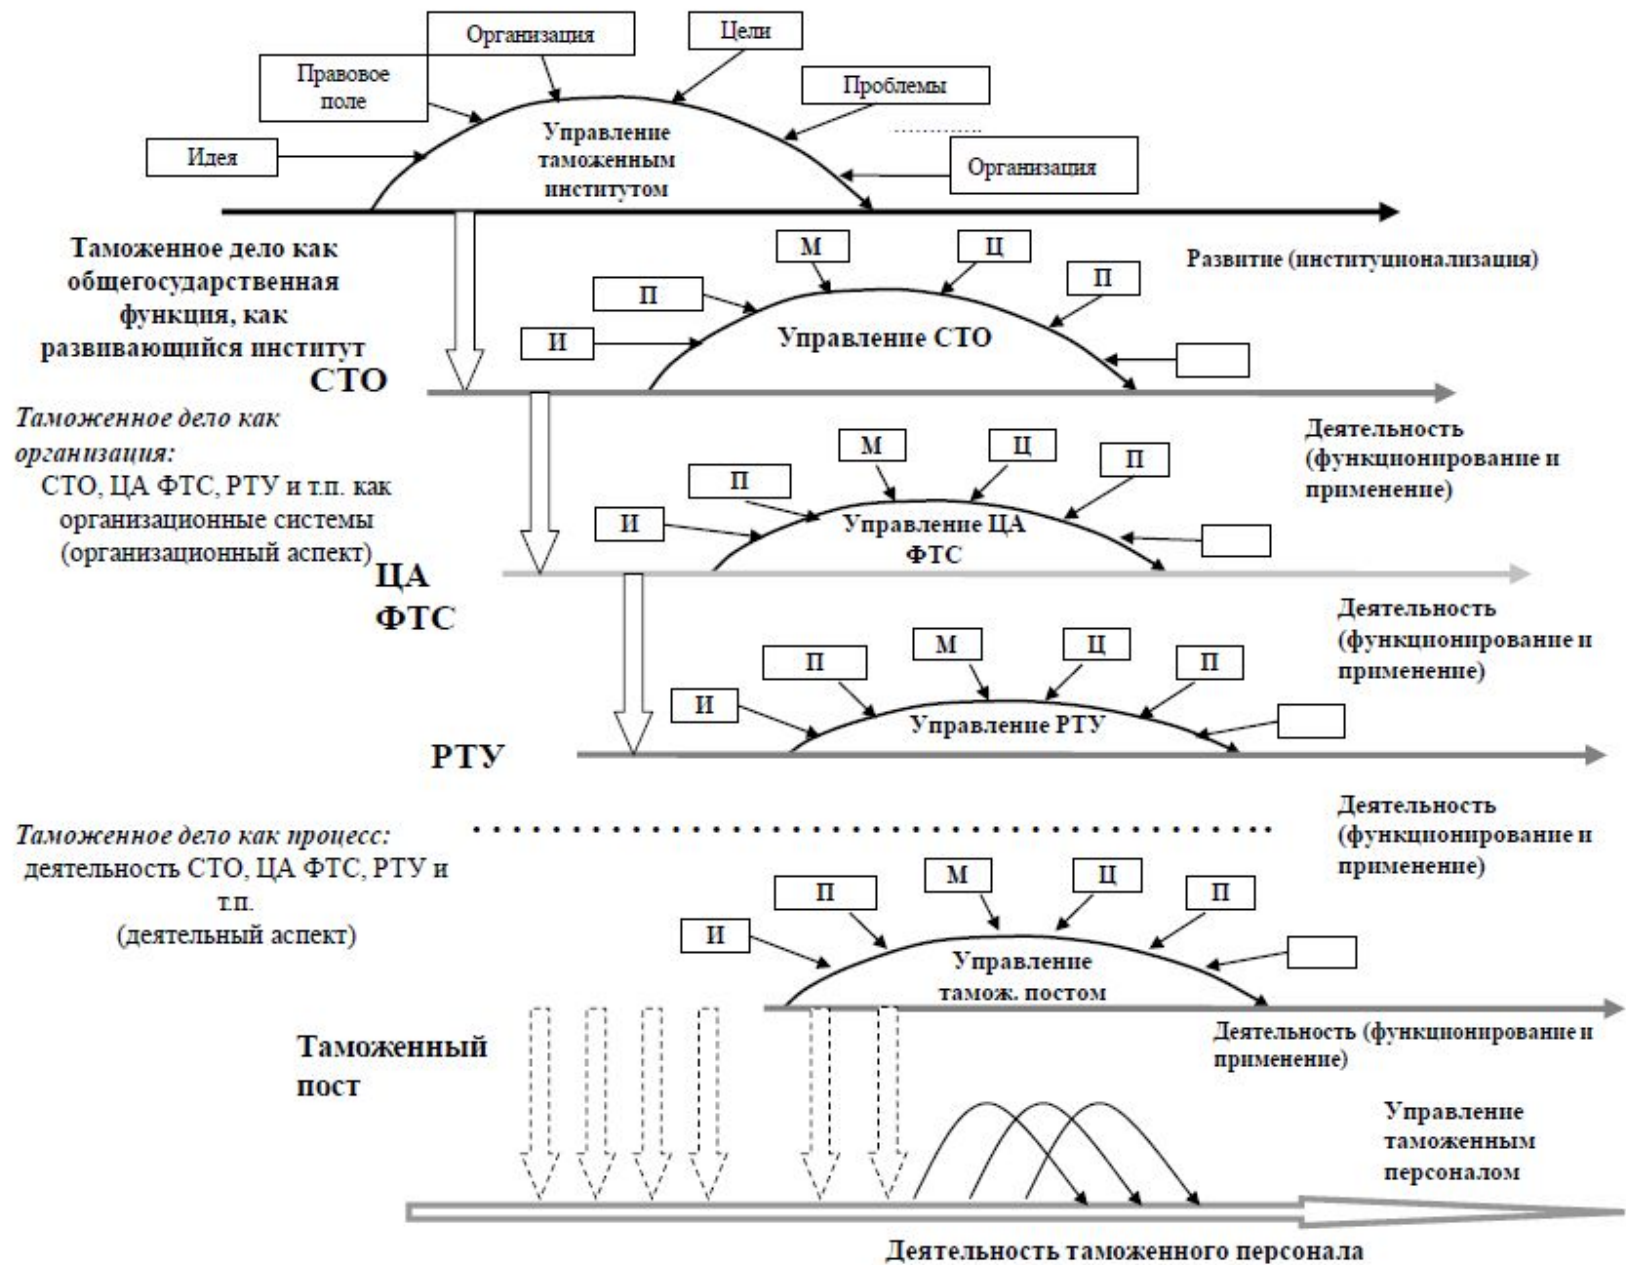 Организация
Цели
Правовое
поле
Проблемы
Управление
таможенным
институтом
Идея
Организация
Таможенное дело как
общегосударственная
функция, как
развивающийся институт
Развитие (институционализация)
М
Ц
П
П
И
Управление СТО
СТО
Таможенное дело как
организация:
СТО, ЦА ФТС, РТУ и т.п. как
организационные системы
(организационный аспект)
Деятельность
(функционирование и
применение)
М
Ц
П
П
И
Управление ЦА
ФТС
ЦА
ФТС
Деятельность
(функционирование и
применение)
М
Ц
П
П
И
Управление РТУ
РТУ
Деятельность
(функционирование и
применение)
Таможенное дело как процесс:
деятельность СТО, ЦА ФТС, РТУ и
т.п.
(деятельный аспект)
М
Ц
П
П
И
Управление
тамож. постом
Деятельность (функционирование и
применение)
Таможенный
пост
Управление
таможенным
персоналом
Деятельность таможенного персонала